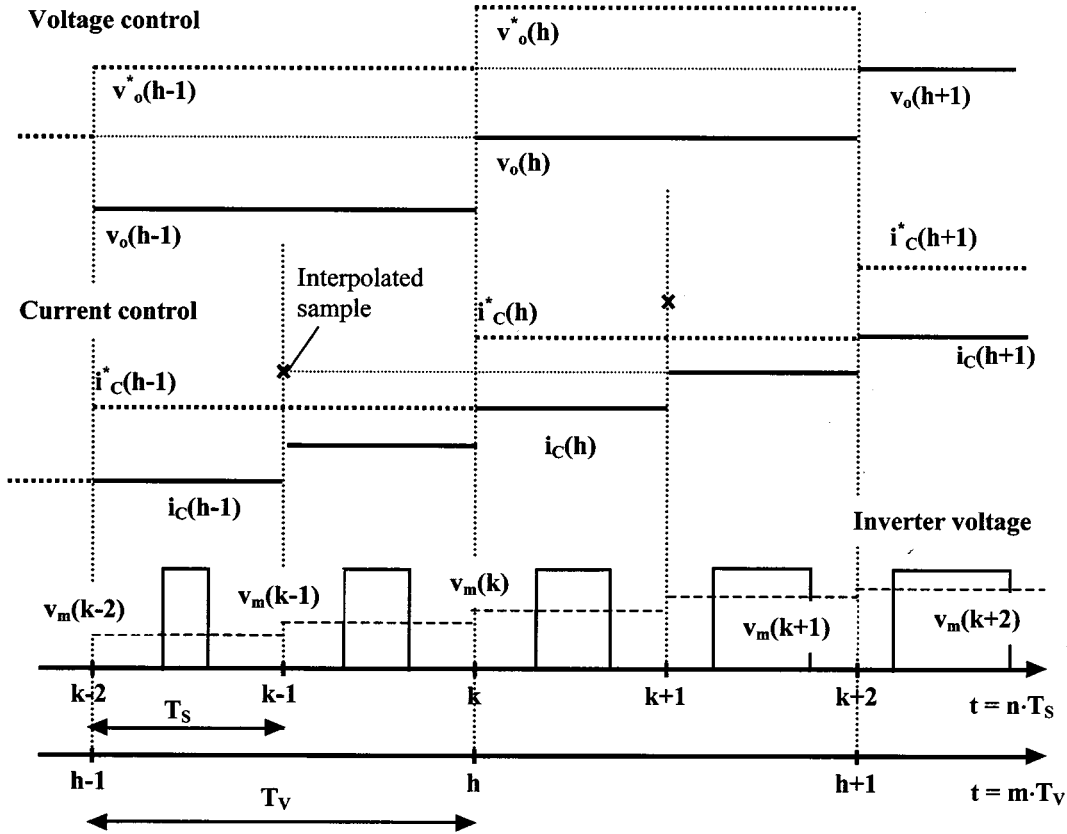 Voltage control
v*o(h)
v*o(h-1)
vo(h+1)
vo(h)
vo(h-1)
i*C(h+1)
Interpolated
sample
Current control
i*C(h)
iC(h+1)
i*C(h-1)
iC(h)
iC(h-1)
Inverter voltage
vm(k-2)
vm(k-1)
vm(k)
vm(k+1)
vm(k+2)
k-2
k-1
k
k+1
k+2
t = n·TS
TS
h-1
h
h+1
t = m·TV
TV